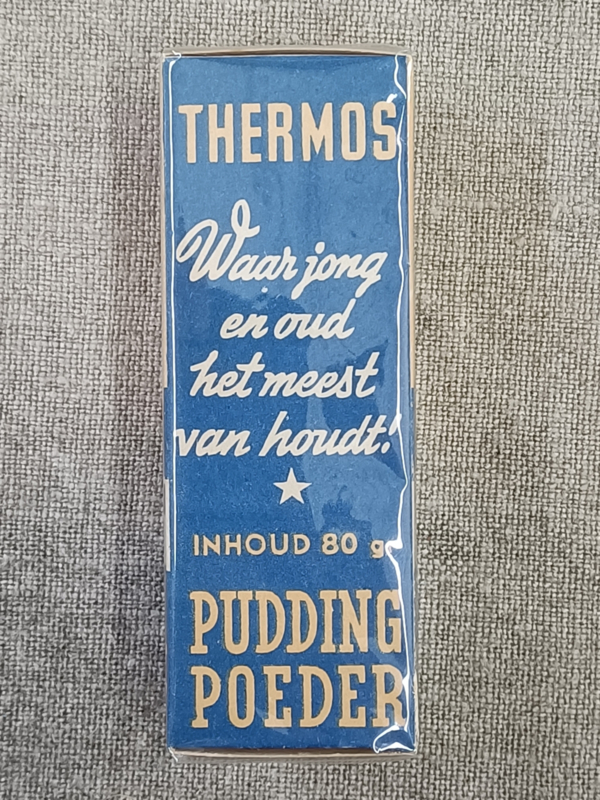 THERMOS
Waar jong
en oud
het meest
van houdt!
INHOUD 80 g
PUDDING
POEDER